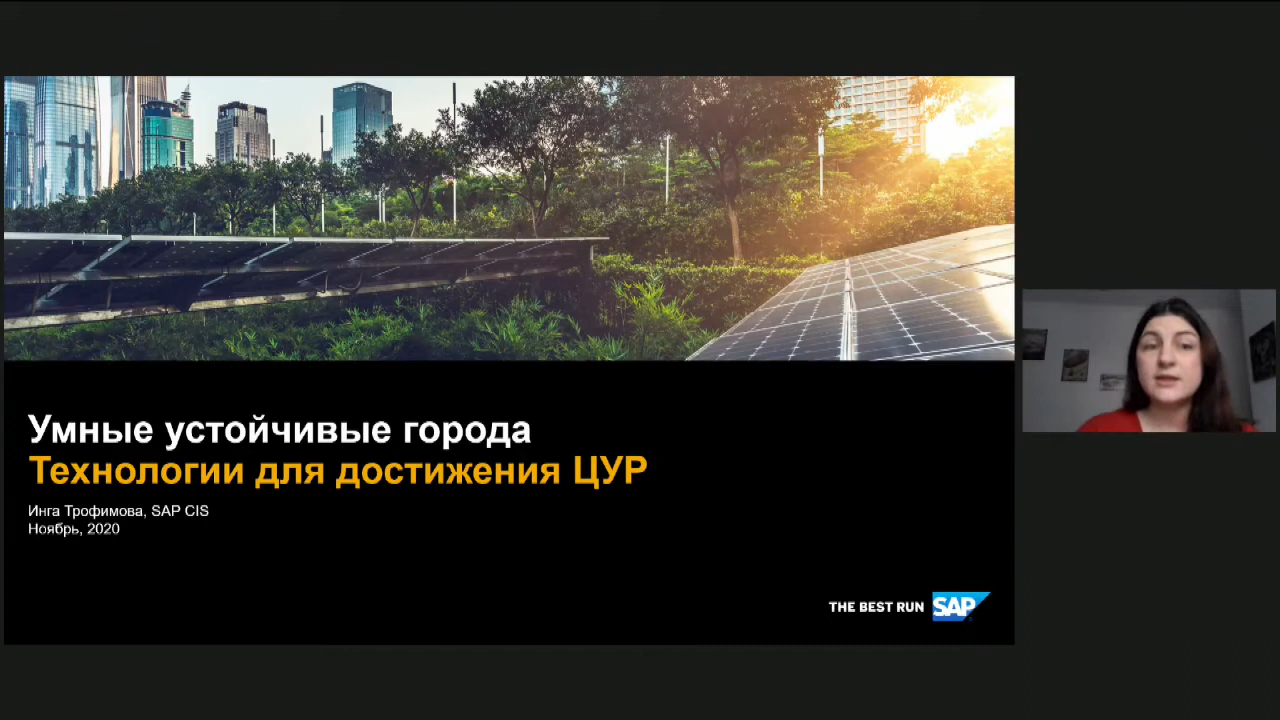 Умные устойчивые города
Технологии для достижения ЦУР
Инга Трофимова, SAP CIS
Ноябрь, 2020
THE BEST RUN SAP